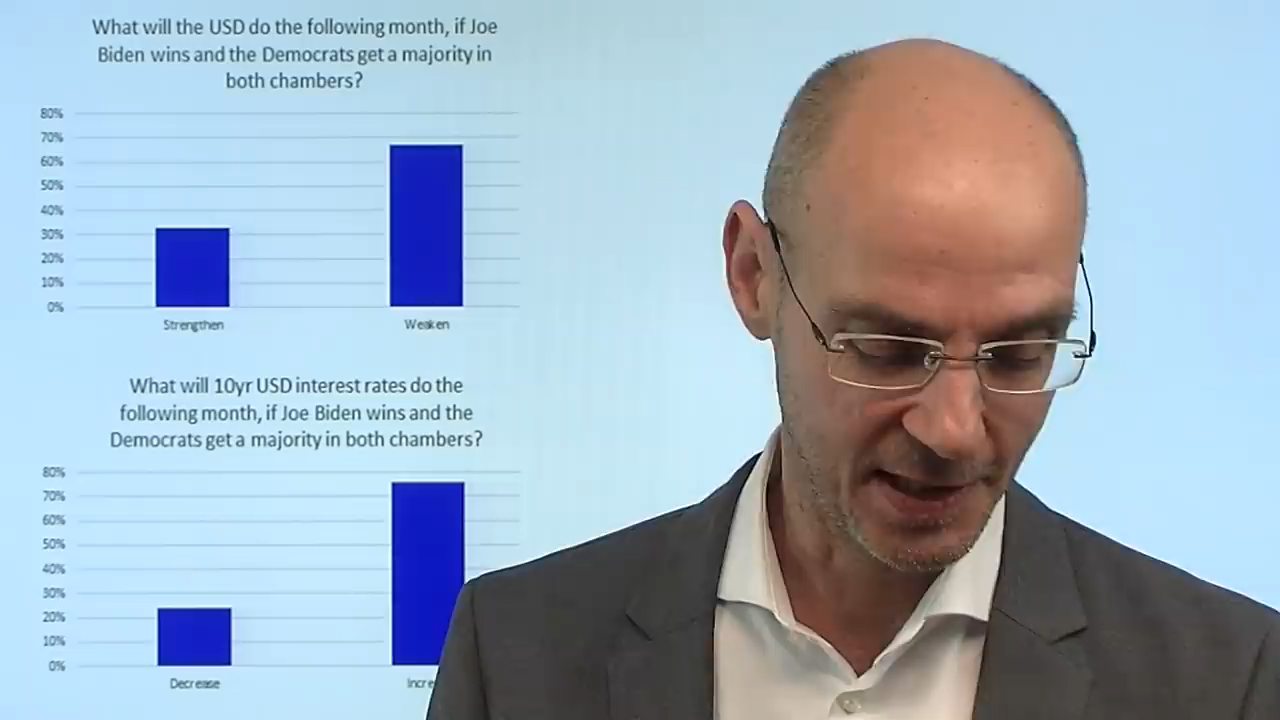 What will the USD do the following month, if Joe
Biden wins and the Democrats get a majority in
both chambers?
80%
70%
60%
50%
40%
30%
20%
10%
0%
Strengthen
Weaken
What will 10yr USD interest rates do the
following month, if Joe Biden wins and the
Democrats get a majority in both chambers?
80%
70%
60%
50%
40%
30%
20%
10%
0%
Decrease
Incre